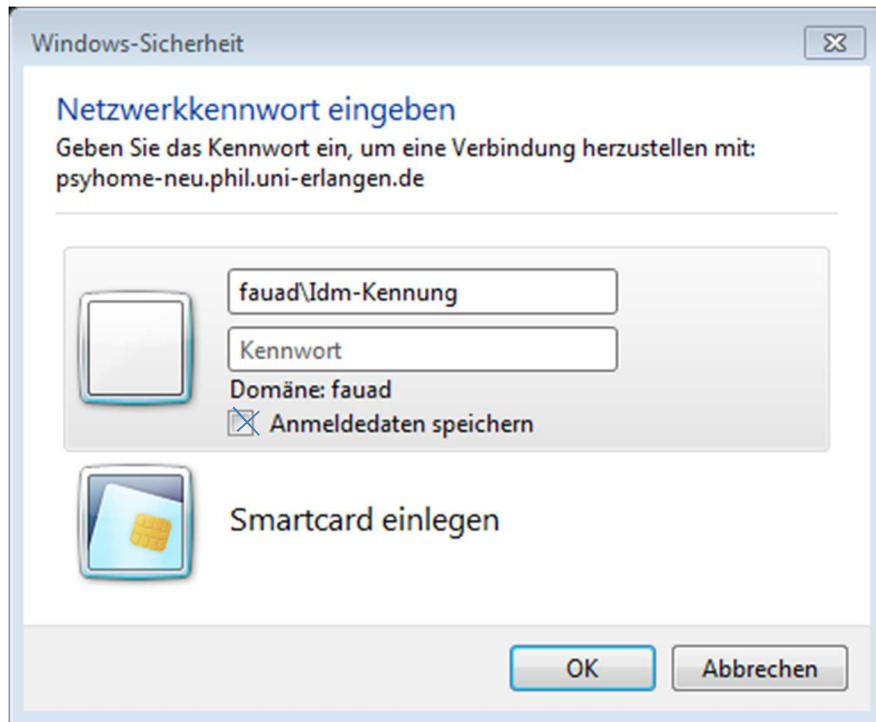 Windows-Sicherheit
Netzwerkkennwort eingeben
Geben Sie das Kennwort ein, um eine Verbindung herzustellen mit:
psyhome-neu.phil.uni-erlangen.de
fauad\Idm-Kennung
Kennwort
Domäne: fauad
Anmeldedaten speichern
Smartcard einlegen
OK
Abbrechen